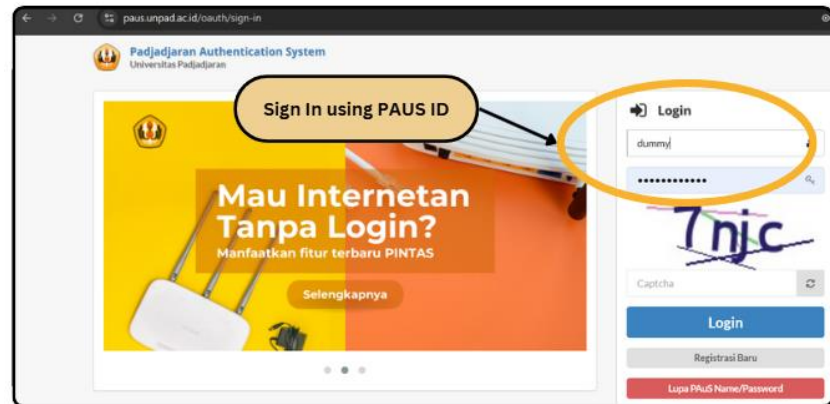 paus.unpad.ac.id/oauth/sign-in
Padjadjaran Authentication System
Universitas Padjadjaran
Sign In using PAUS ID
Mau Internetan
Tanpa Login?
Manfaatkan fitur terbaru PINTAS
Selengkapnya
Login
dummy
7njc
Captcha
Login
Registrasi Baru
Lupa PAuS Name/Password